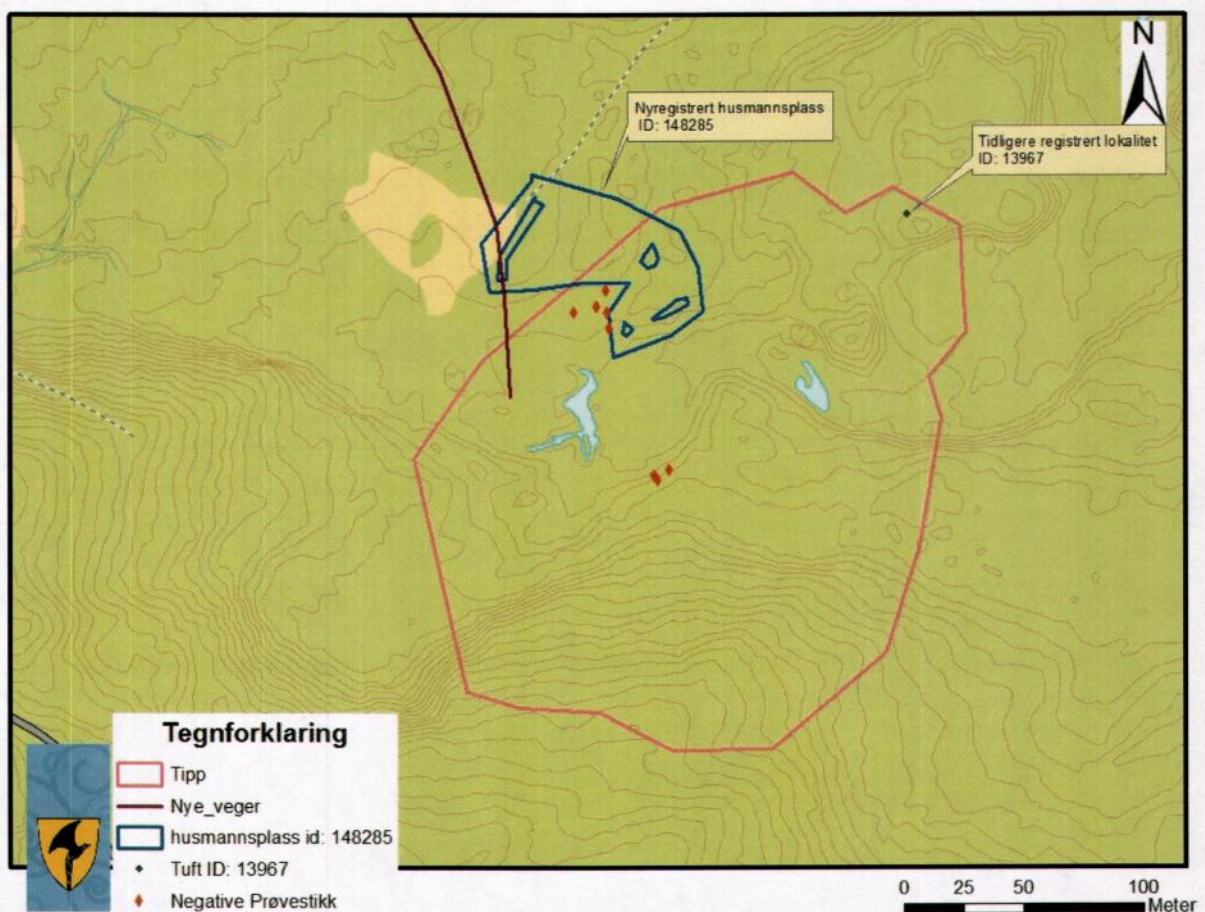 N
Nyregistrert husmannsplass
ID: 148285
Tidligere registrert lokalitet
ID: 13967
Tegnforklaring
Tipp
Nye_veger
husmannsplass id: 148285
Tuft ID: 13967
Negative Prøvestikk
0 25 50 100
Meter